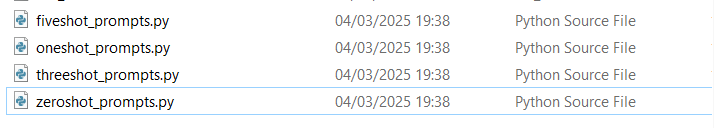 fiveshot_prompts.py 04/03/2025 19:38 Python Source File
oneshot_prompts.py 04/03/2025 19:38 Python Source File
threeshot_prompts.py 04/03/2025 19:38 Python Source File
zeroshot_prompts.py 04/03/2025 19:38 Python Source File